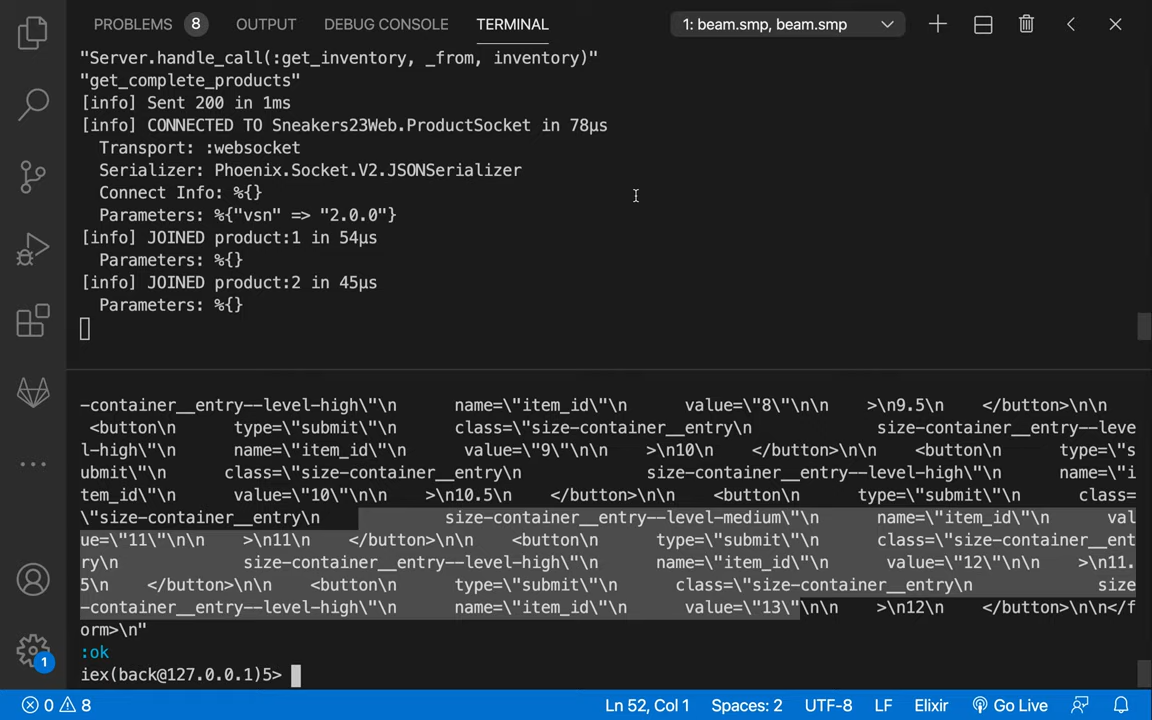 PROBLEMS 8 OUTPUT DEBUG CONSOLE TERMINAL 1: beam.smp, beam.smp
"Server.handle_call(:get_inventory, _from, inventory)"
"get_complete_products"
[info] Sent 200 in 1ms
[info] CONNECTED TO Sneakers23Web.ProductSocket in 78µs
Transport: :websocket
Serializer: Phoenix.Socket.V2.JSONSerializer
Connect Info: %{}
Parameters: %{"vsn" => "2.0.0"}
[info] JOINED product:1 in 54µs
Parameters: %{}
[info] JOINED product:2 in 45µs
Parameters: %{}
-container__entry--level-high\"\n name=\"item_id\"\n value=\"8\"\n\n >\n9.5\n </button>\n\n
<button\n type=\"submit\"\n class=\"size-container__entry\n size-container__entry--leve
l-high\"\n name=\"item_id\"\n value=\"9\"\n\n >\n10\n </button>\n\n <button\n type=\"s
ubmit\"\n class=\"size-container__entry\n size-container__entry--level-high\"\n name=\"i
tem_id\"\n value=\"10\"\n\n >\n10.5\n </button>\n\n <button\n type=\"submit\"\n class=
\"size-container__entry\n size-container__entry--level-medium\"\n name=\"item_id\"\n val
ue=\"11\"\n\n >\n11\n </button>\n\n <button\n type=\"submit\"\n class=\"size-container__ent
ry\n size-container__entry--level-high\"\n name=\"item_id\"\n value=\"12\"\n\n >\n11.
5\n </button>\n\n <button\n type=\"submit\"\n class=\"size-container__entry\n size
-container__entry--level-high\"\n name=\"item_id\"\n value=\"13\"\n\n >\n12\n </button>\n\n</f
orm>\n"
:ok
iex(back@127.0.0.1)5>
1
0 8 Ln 52, Col 1 Spaces: 2 UTF-8 LF Elixir Go Live